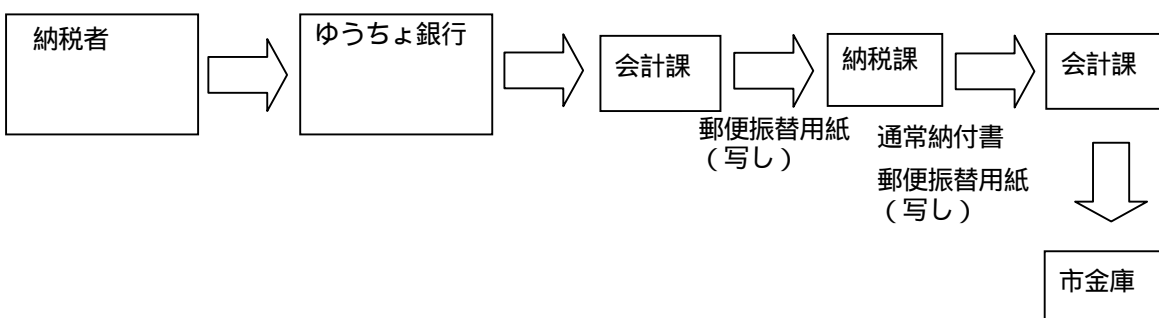 納税者
ゆうちょ銀行
会計課
納税課
会計課
郵便振替用紙
(写し)
通常納付書
郵便振替用紙
(写し)
市金庫